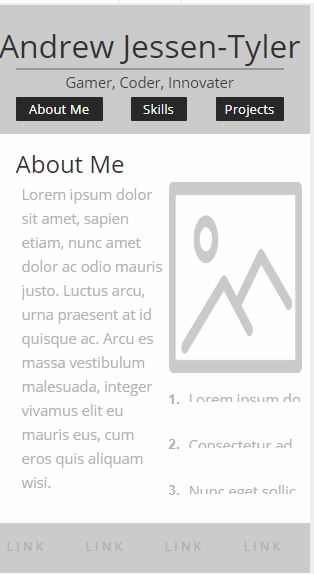 Andrew Jessen-Tyler
Gamer, Coder, Innovater
About Me Skills Projects
About Me
Lorem ipsum dolor
sit amet, sapien
etiam, nunc amet
dolor ac odio mauris
justo. Luctus arcu,
urna praesent at id
quisque ac. Arcu es
massa vestibulum
malesuada, integer
vivamus elit eu
mauris eus, cum
eros quis aliquam
wisi.
1. Lorem ipsum do
2. Consectetur ad
3. Nunc eget sollic
LINK LINK LINK LINK